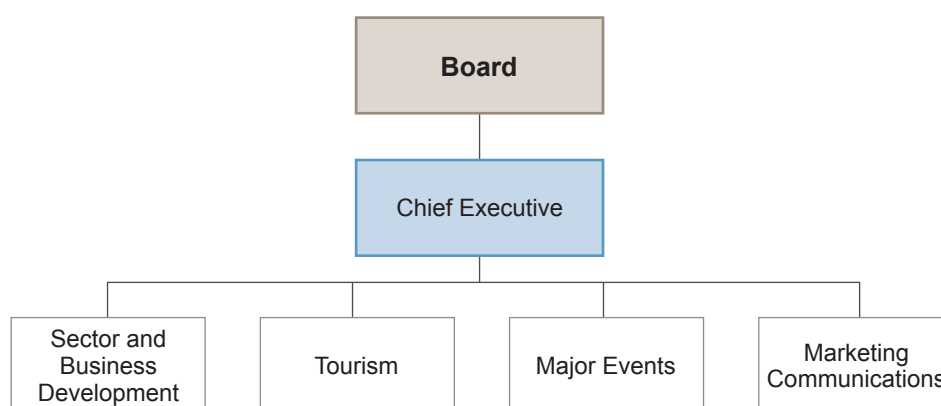 Board
Chief Executive
Sector and
Business
Development
Tourism
Major Events
Marketing
Communications